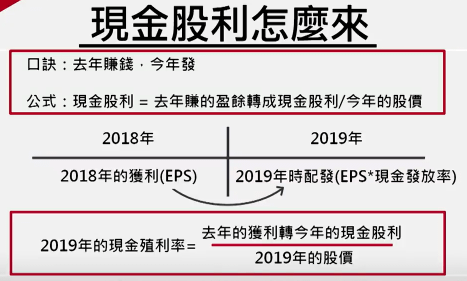 現金股利怎麼來
口訣：去年賺錢，今年發
公式：現金股利 = 去年賺的盈餘轉成現金股利/今年的股價
2018年 2019年
2018年的獲利(EPS) 2019年時配發(EPS*現金發放率)
2019年的現金殖利率= 去年的獲利轉今年的現金股利
2019年的股價